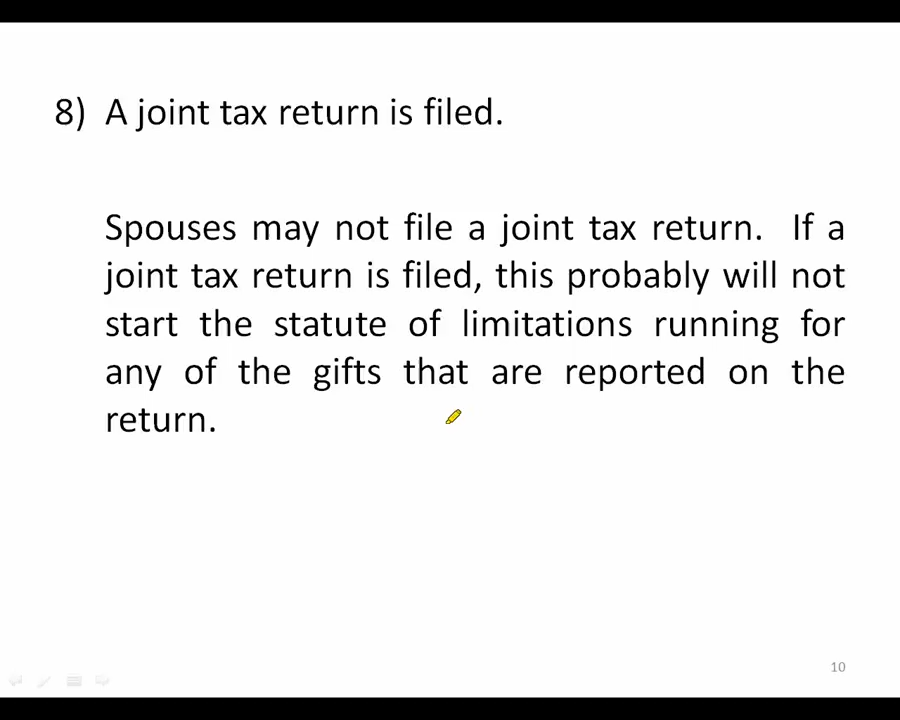 8) A joint tax return is filed.
Spouses may not file a joint tax return. If a
joint tax return is filed, this probably will not
start the statute of limitations running for
any of the gifts that are reported on the
return.
10